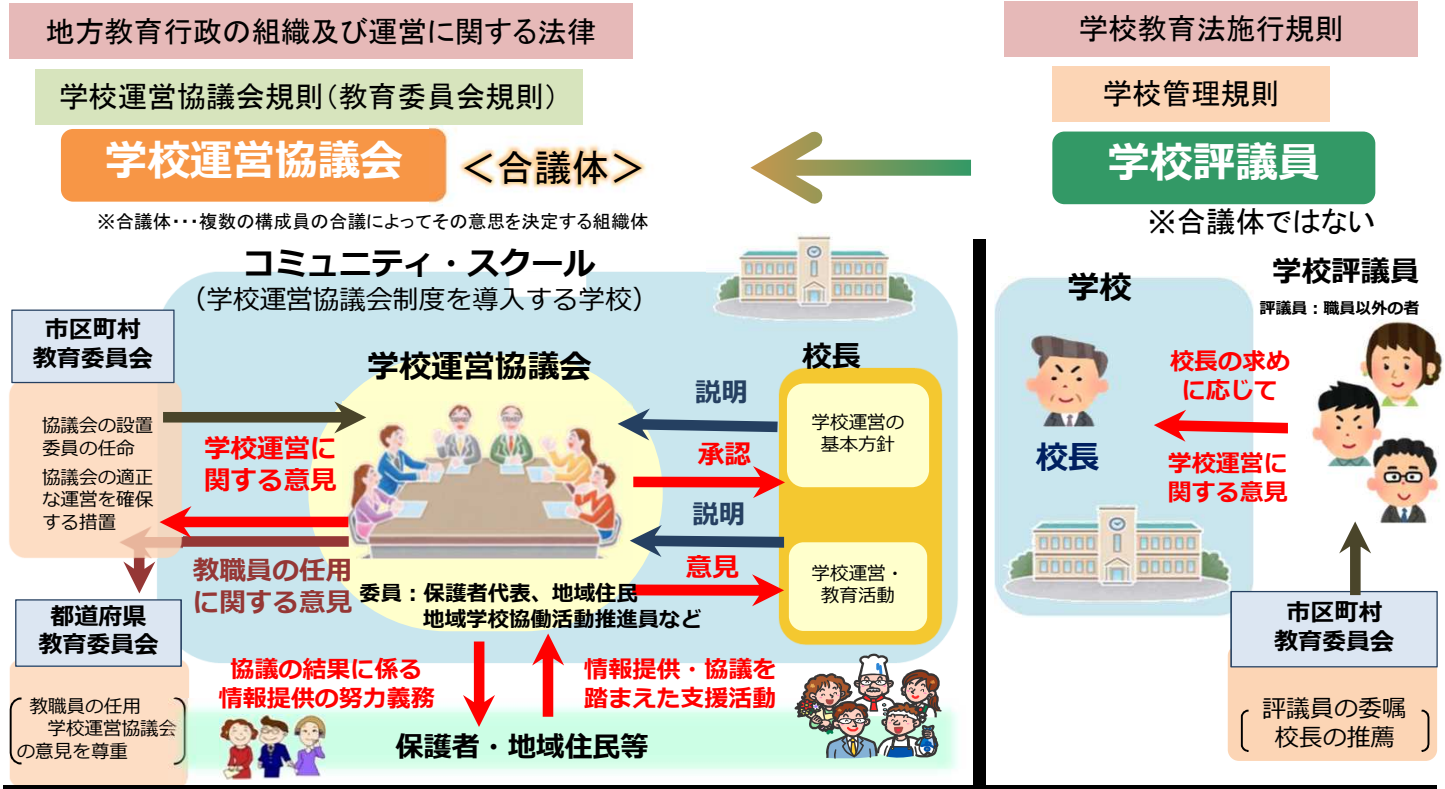 地方教育行政の組織及び運営に関する法律
学校運営協議会規則(教育委員会規則)
学校運営協議会
＜合議体＞
※合議体・・・複数の構成員の合議によってその意思を決定する組織体
コミュニティ・スクール
（学校運営協議会制度を導入する学校）
市区町村
教育委員会
協議会の設置
委員の任命
協議会の適正
な運営を確保
する措置
学校運営に
関する意見
教職員の任用
に関する意見
都道府県
教育委員会
教職員の任用
学校運営協議会
の意見を尊重
学校運営協議会
委員：保護者代表、地域住民
地域学校協働活動推進員など
校長
説明
承認
学校運営の
基本方針
説明
意見
学校運営・
教育活動
協議の結果に係る
情報提供の努力義務
情報提供・協議を
踏まえた支援活動
保護者・地域住民等
学校教育法施行規則
学校管理規則
学校評議員
※合議体ではない
学校
校長
学校評議員
評議員：職員以外の者
校長の求め
に応じて
学校運営に
関する意見
市区町村
教育委員会
評議員の委嘱
校長の推薦